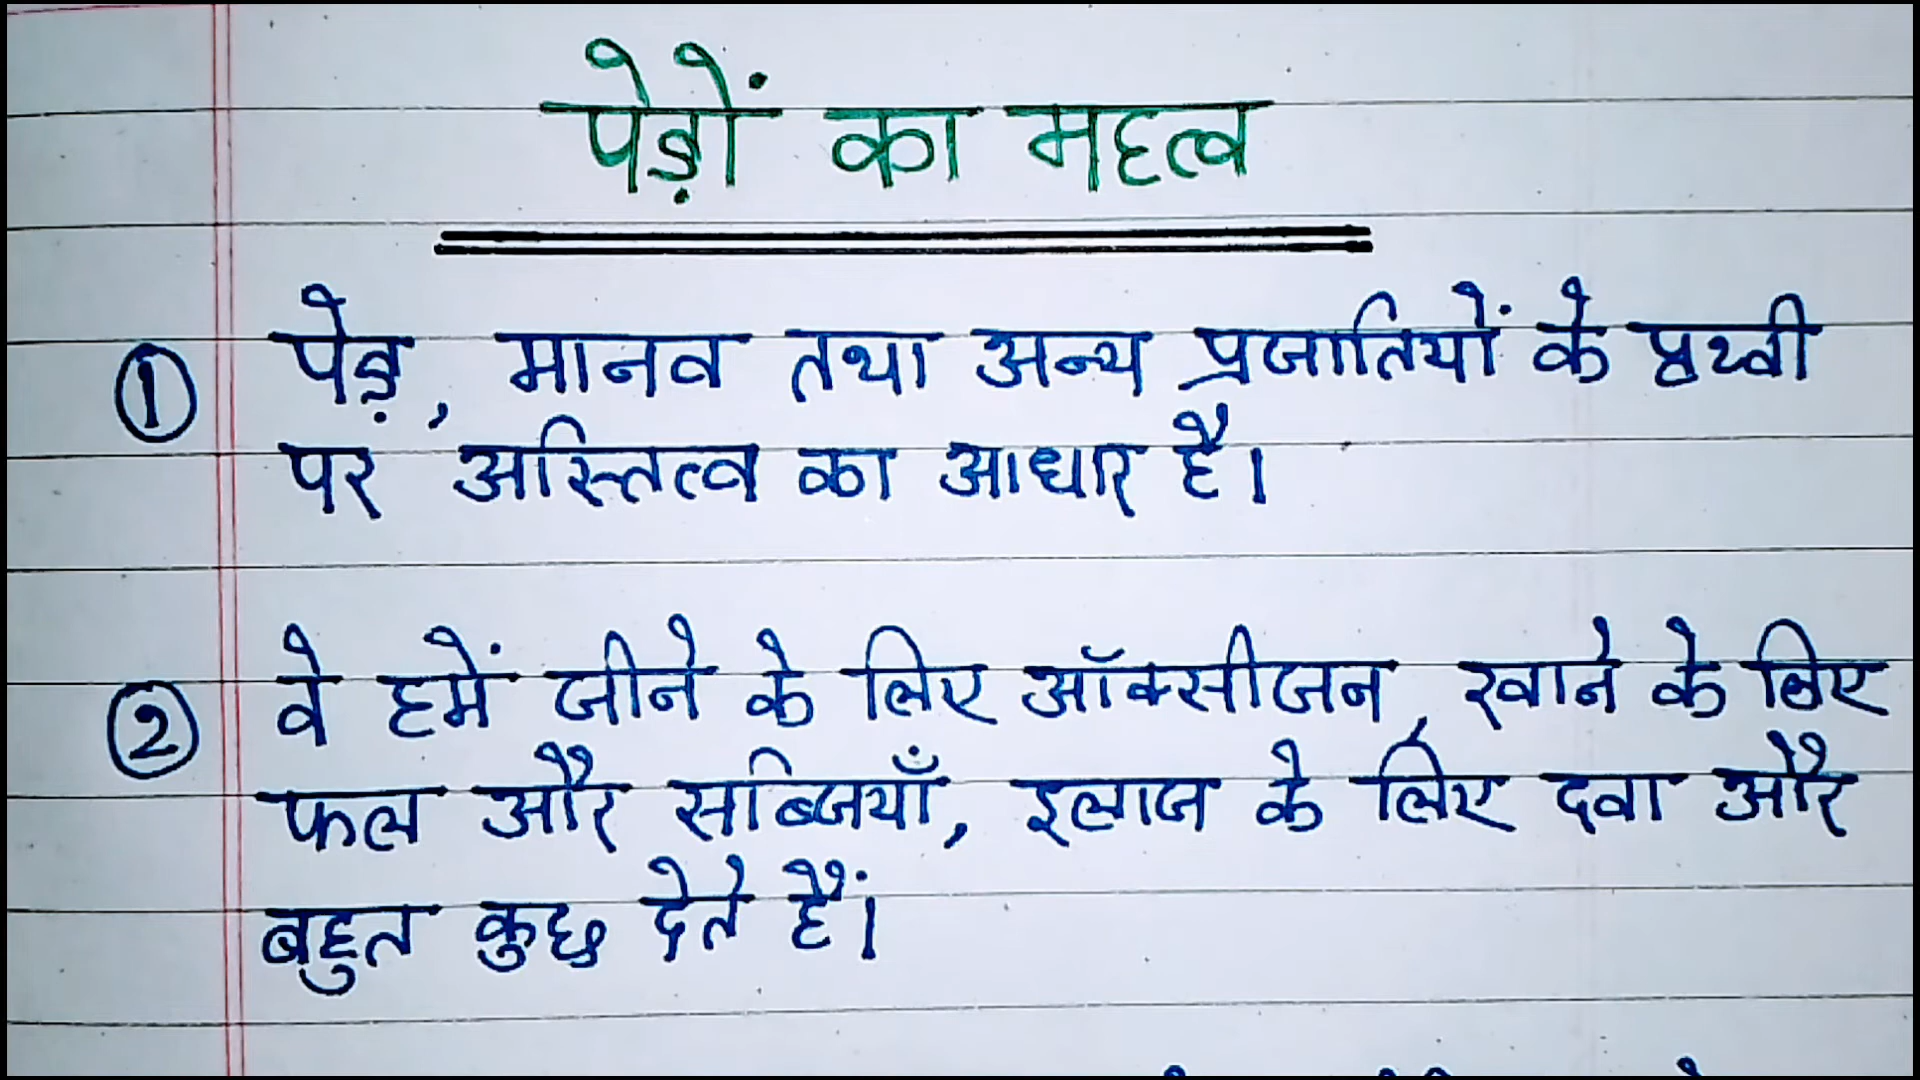 पेड़ों का महत्व
① पेड़, मानव तथा अन्य प्रजातियों के पृथ्वी
पर अस्तित्व का आधार है।
② वे हमें जीने के लिए ऑक्सीजन, खाने के लिए
फल और सब्जियाँ, इलाज के लिए दवा और
बहुत कुछ देते हैं।